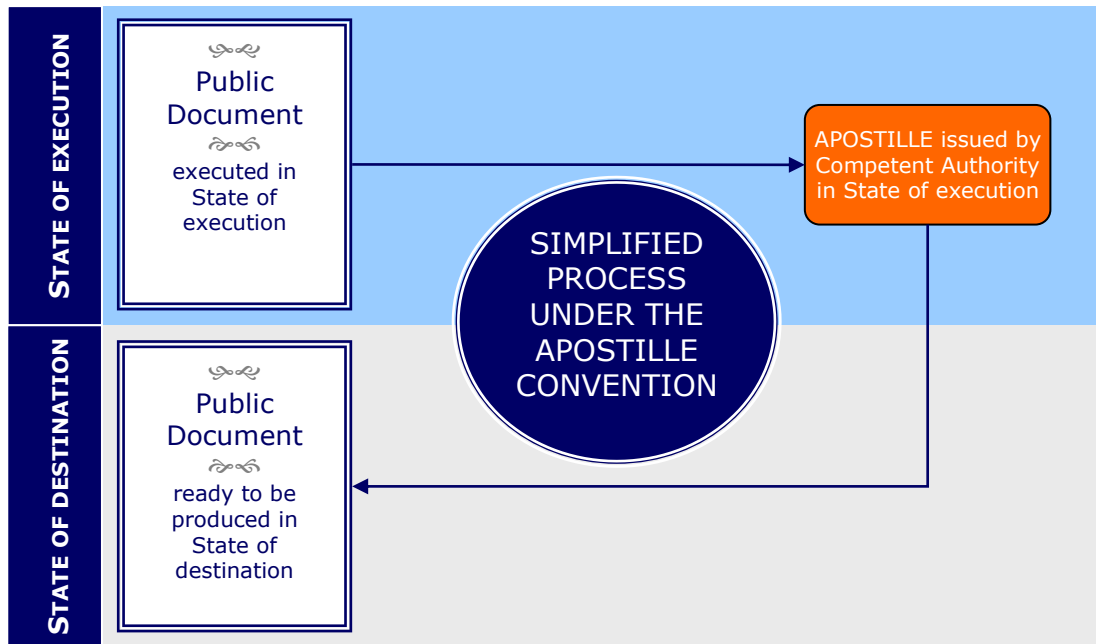 STATE OF EXECUTION
Public
Document
executed in
State of
execution
APOSTILLE issued by
Competent Authority
in State of execution
SIMPLIFIED
PROCESS
UNDER THE
APOSTILLE
CONVENTION
STATE OF DESTINATION
Public
Document
ready to be
produced in
State of
destination